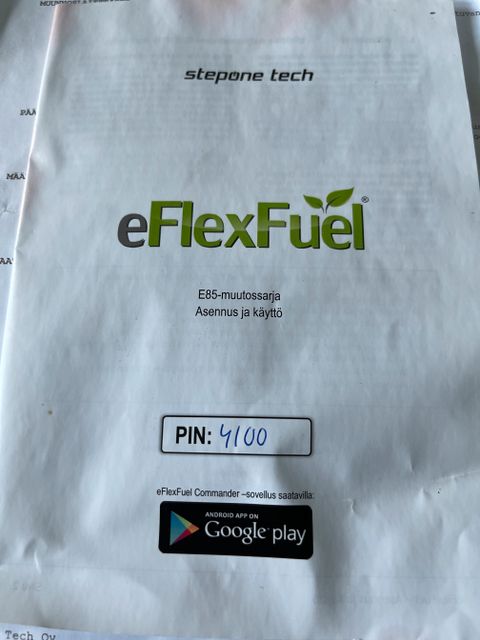 stepone tech
eFlexFuel®
E85-muutossarja
Asennus ja käyttö
PIN: 4100
eFlexFuel Commander –sovellus saatavilla:
ANDROID APP ON
Google play
Tech Oy